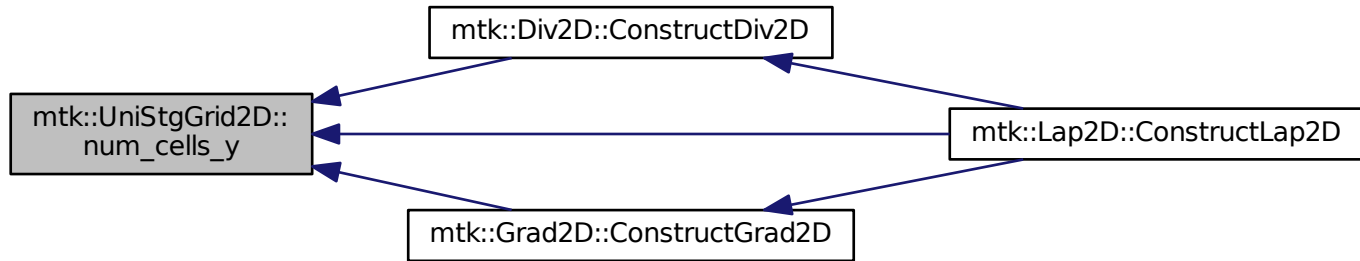 mtk::UniStgGrid2D::
num_cells_y
mtk::Div2D::ConstructDiv2D
mtk::Lap2D::ConstructLap2D
mtk::Grad2D::ConstructGrad2D